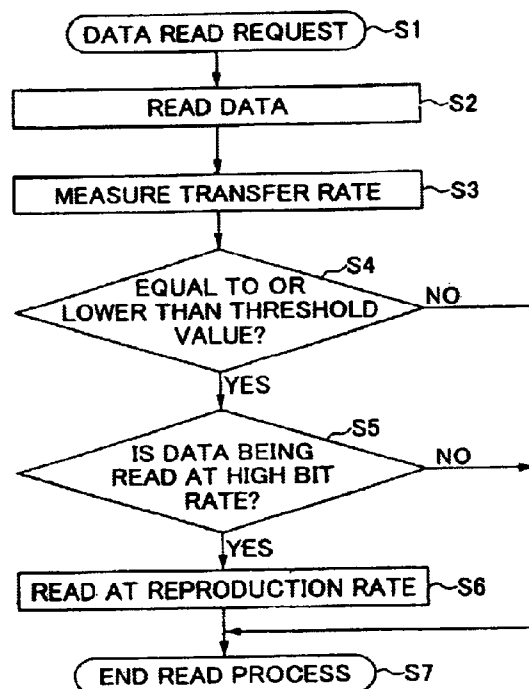 DATA READ REQUEST S1
READ DATA S2
MEASURE TRANSFER RATE S3
S4
EQUAL TO OR
LOWER THAN THRESHOLD NO
VALUE?
YES
S5
IS DATA BEING
READ AT HIGH BIT NO
RATE?
YES
READ AT REPRODUCTION RATE S6
END READ PROCESS S7